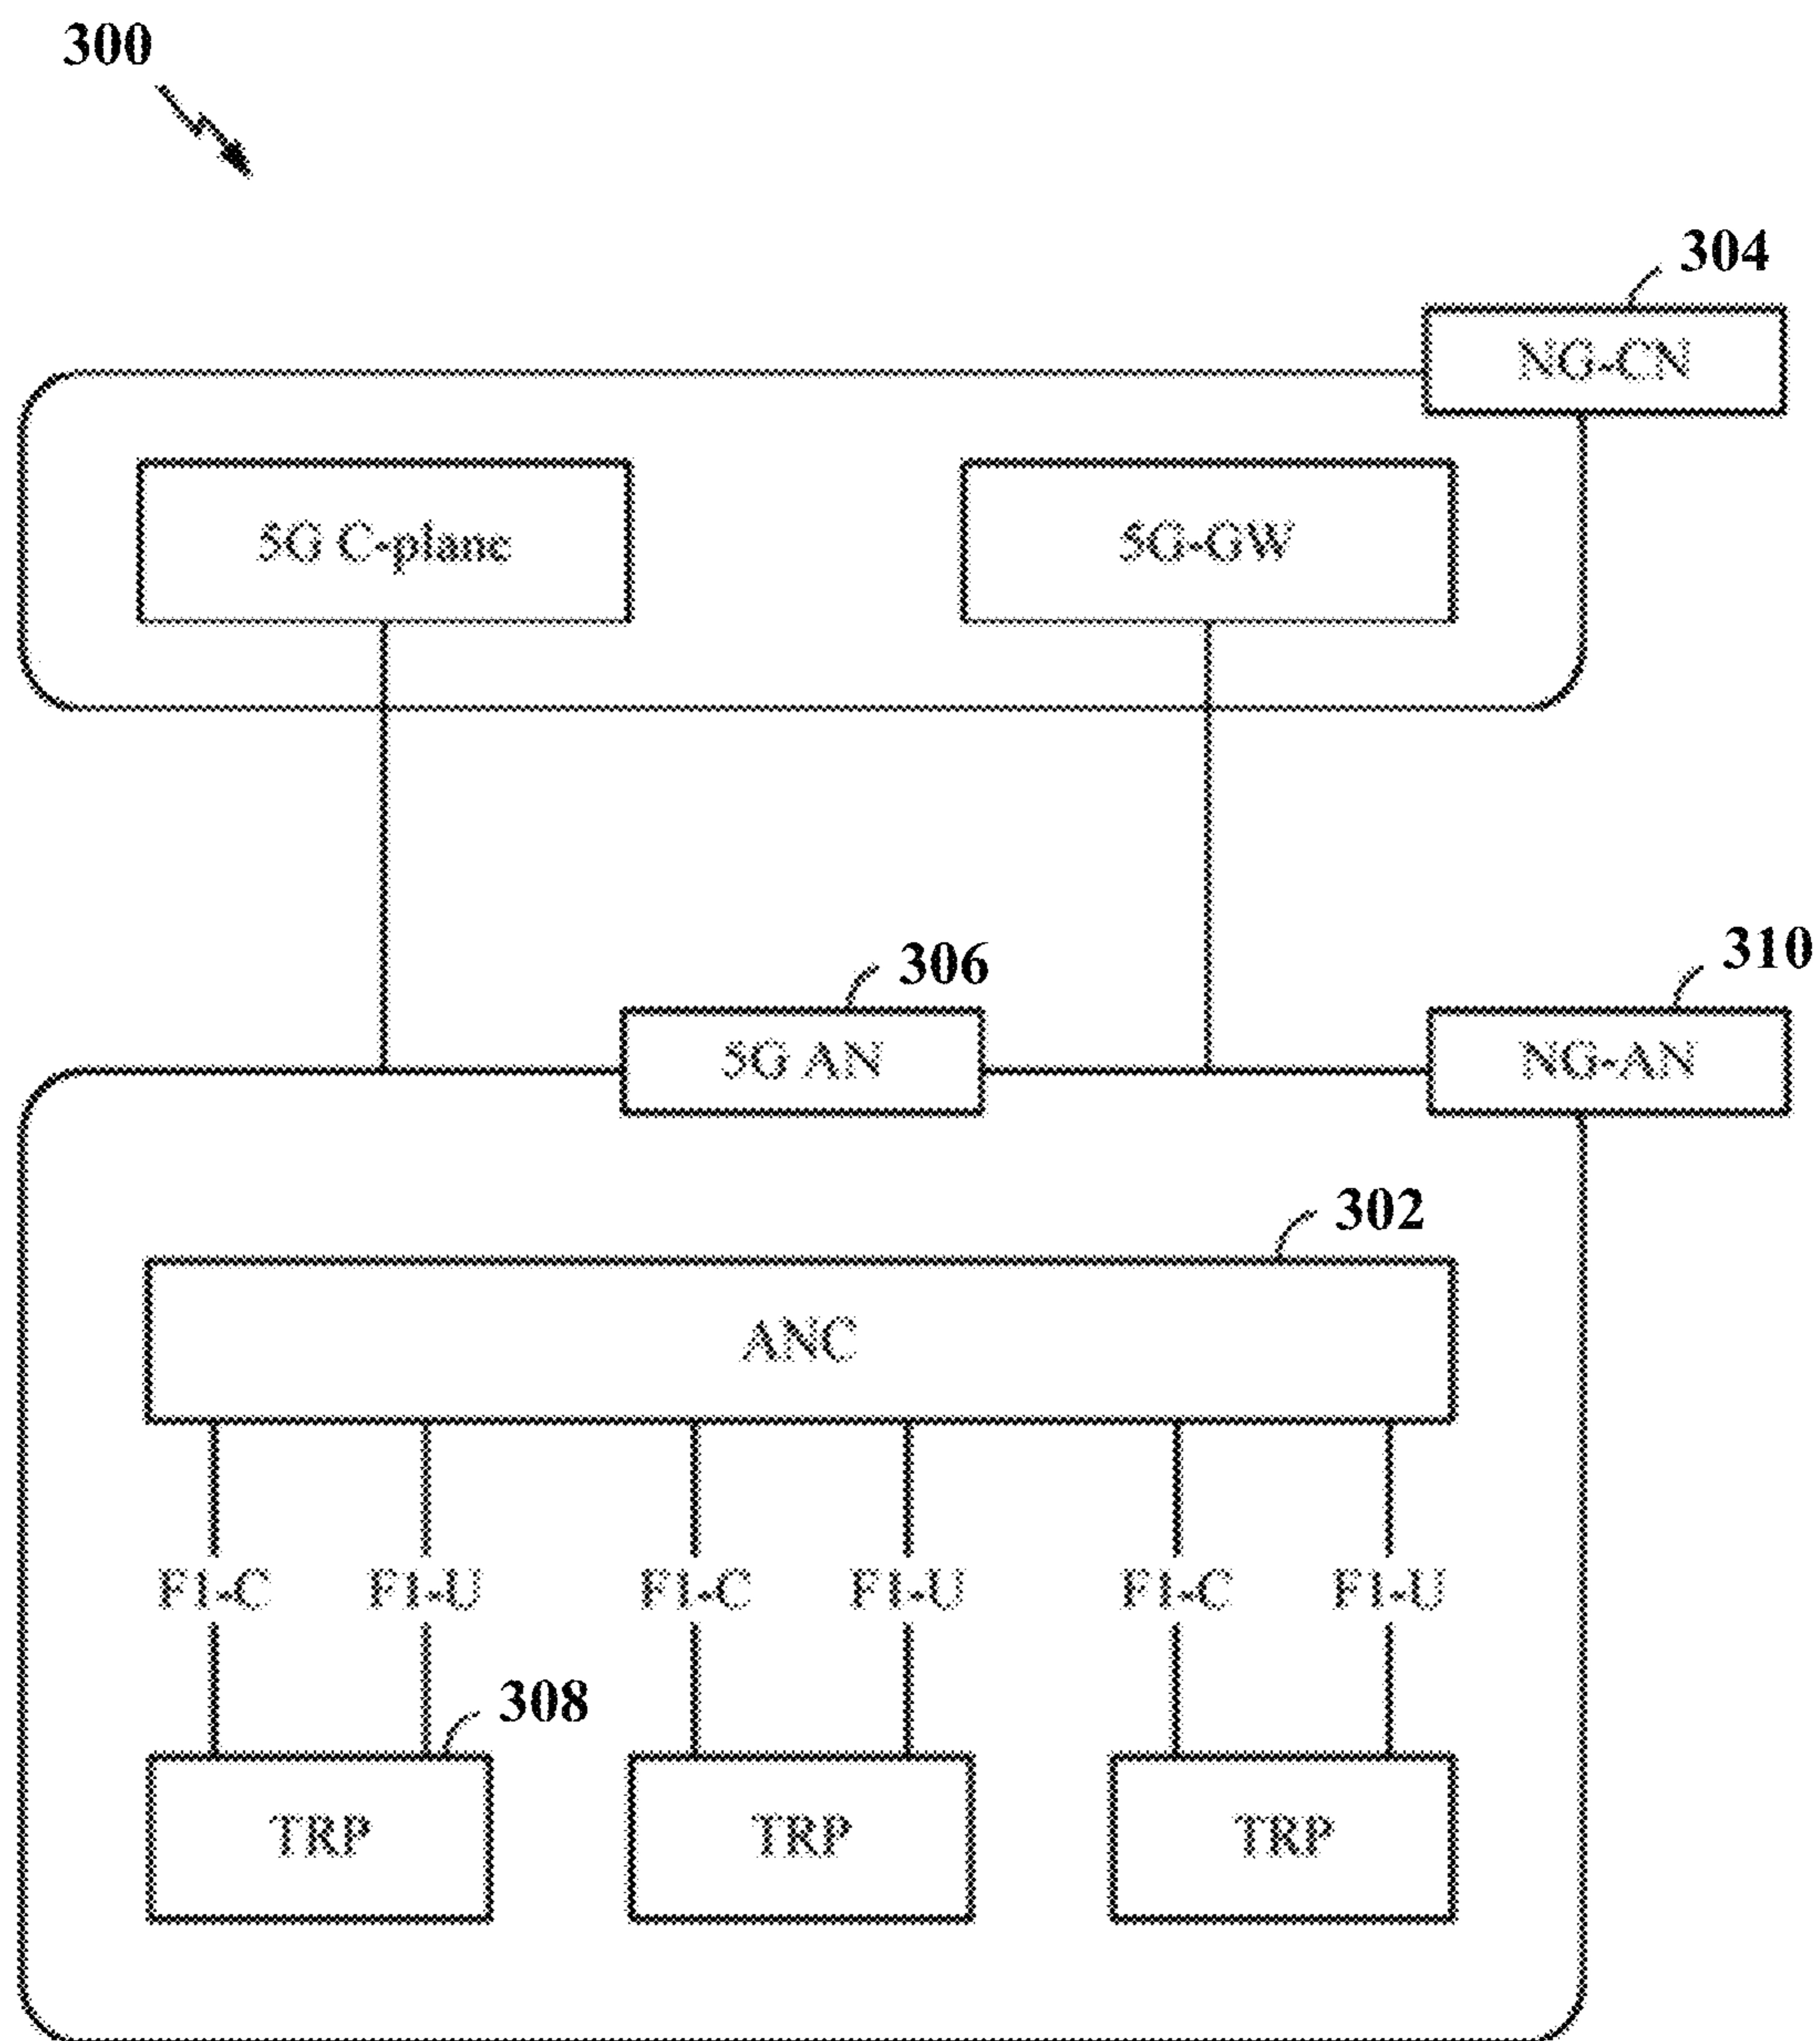 300
304
NG-CN
5G C-plane
5G-GW
306
310
5G AN
NG-AN
302
ANC
F1-C F1-U F1-C F1-U F1-C F1-U
308
TRP TRP TRP